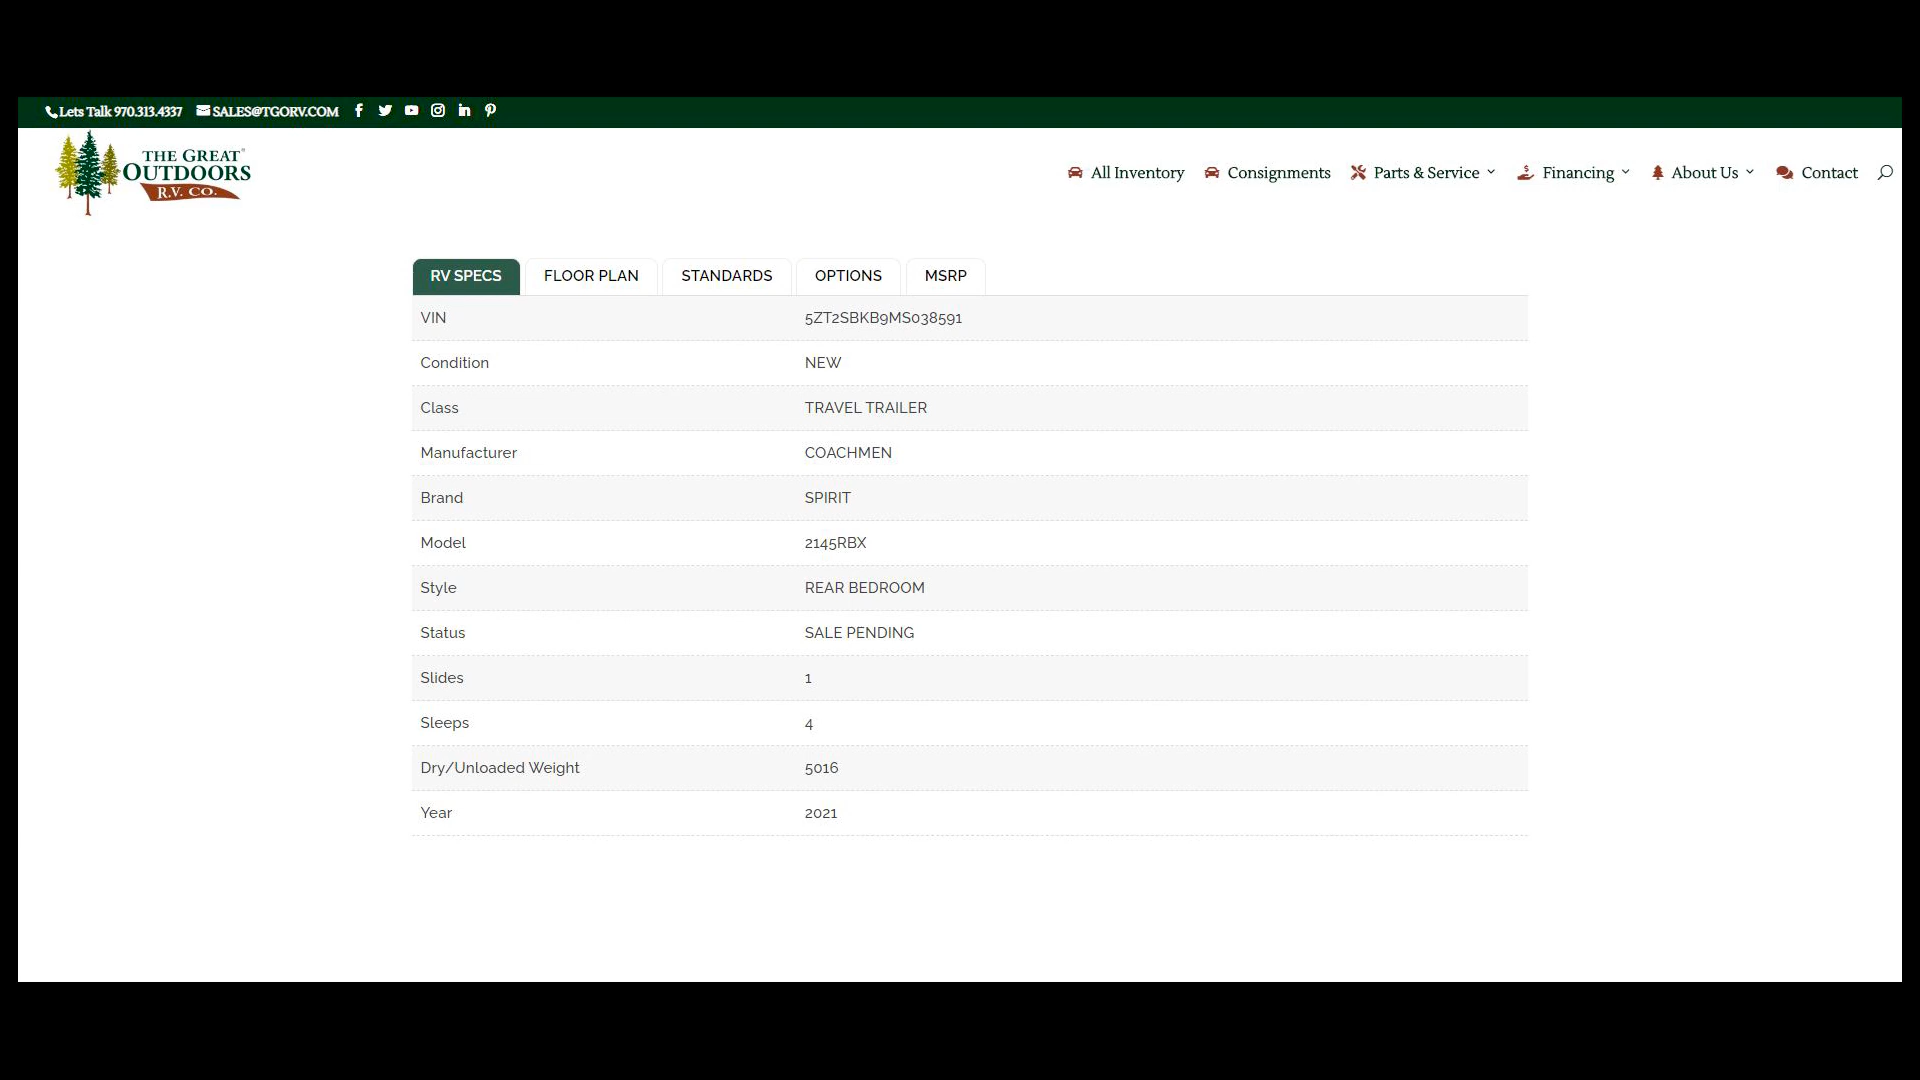 Lets Talk 970.313.4337 SALES@TGORV.COM
THE GREAT
OUTDOORS
R.V. CO.
All Inventory Consignments Parts & Service Financing About Us Contact
RV SPECS FLOOR PLAN STANDARDS OPTIONS MSRP
VIN 5ZT2SBKB9MS038591
Condition NEW
Class TRAVEL TRAILER
Manufacturer COACHMEN
Brand SPIRIT
Model 2145RBX
Style REAR BEDROOM
Status SALE PENDING
Slides 1
Sleeps 4
Dry/Unloaded Weight 5016
Year 2021